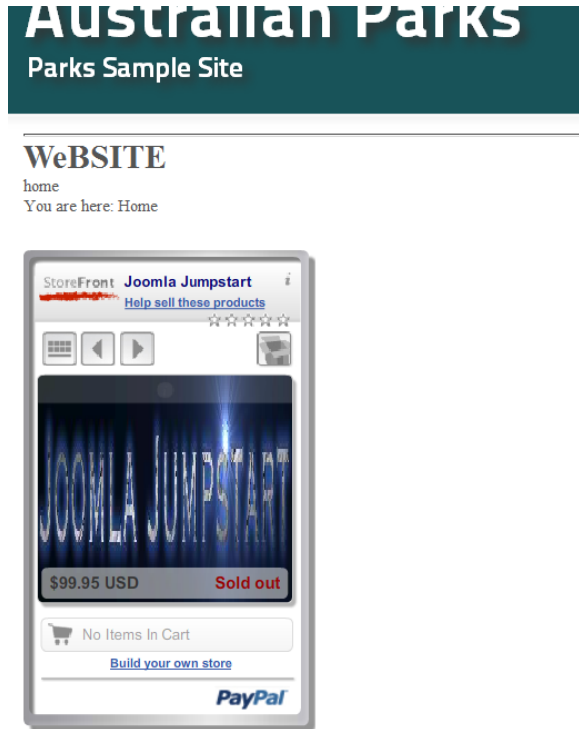 Australian Parks
Parks Sample Site
WeBSITE
home
You are here: Home
StoreFront Joomla Jumpstart i
Help sell these products
JOOMLA JUMPSTART
$99.95 USD Sold out
No Items In Cart
Build your own store
PayPal